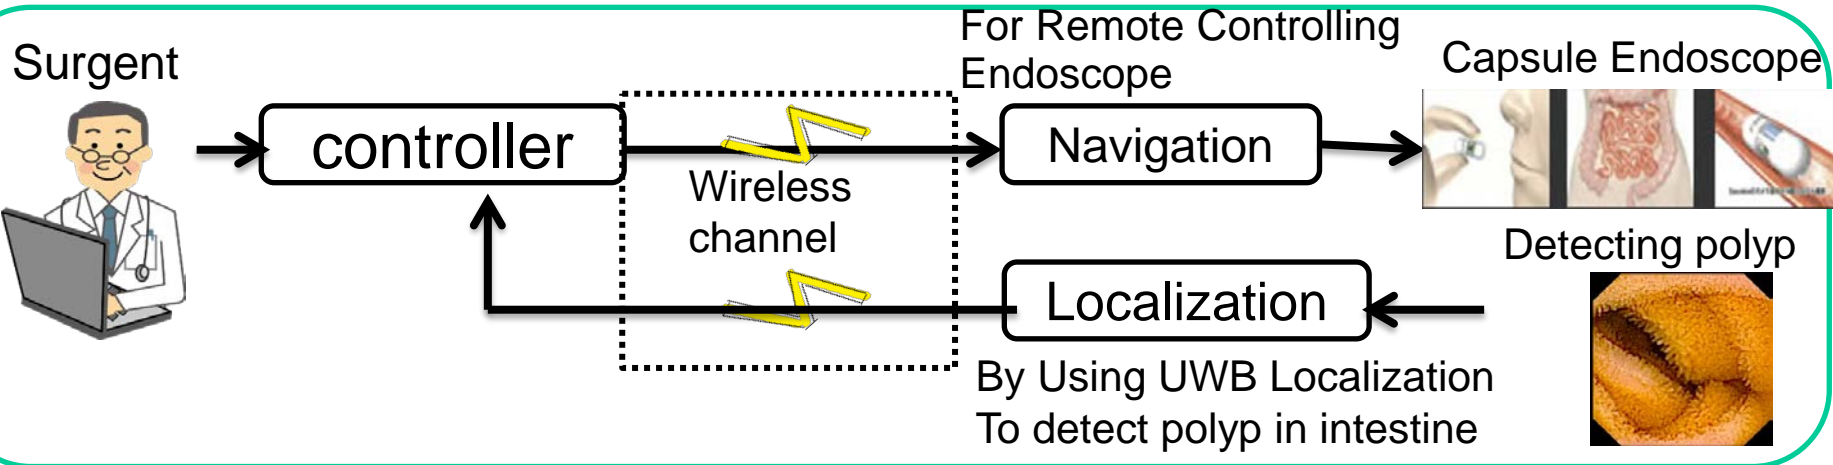 For Remote Controlling
Endoscope
Surgent
Capsule Endoscope
controller
Navigation
Wireless
channel
Detecting polyp
Localization
By Using UWB Localization
To detect polyp in intestine